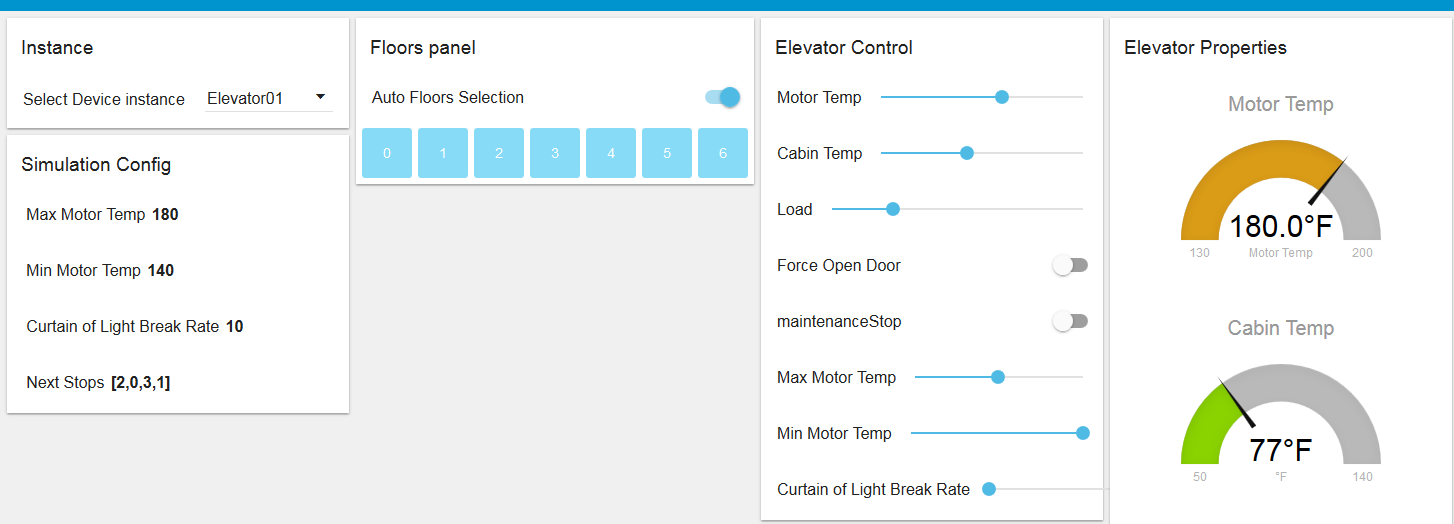 Instance
Select Device instance Elevator01
Simulation Config
Max Motor Temp 180
Min Motor Temp 140
Curtain of Light Break Rate 10
Next Stops [2,0,3,1]
Floors panel
Auto Floors Selection
0 1 2 3 4 5 6
Elevator Control
Motor Temp
Cabin Temp
Load
Force Open Door
maintenanceStop
Max Motor Temp
Min Motor Temp
Curtain of Light Break Rate
Elevator Properties
Motor Temp
180.0°F
130 Motor Temp 200
Cabin Temp
77°F
50 °F 140